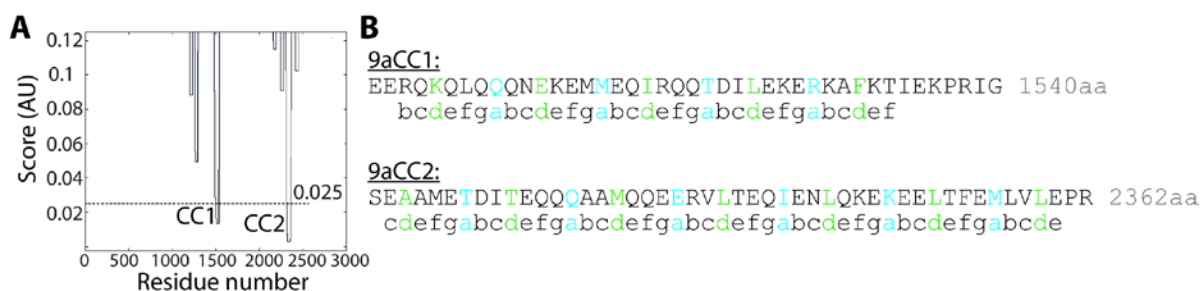 A
B
0.12
0.1
0.08
0.06
0.04
0.02
Score (AU)
0.025
CC1
CC2
0 500 1000 1500 2000 2500 3000
Residue number
9aCC1:
EERQKQLQQQNEKEMMEQIRQQTDILEKERKAFKTIEKPRIG 1540aa
bcdefgabcdefgabcdefgabcdefgabcdef
9aCC2:
SEAAMETDITEQQQAAMQQEERVLTEQIENLQKEKEELTFEMLVLEPR 2362aa
cdefgabcdefgabcdefgabcdefgabcdefgabcdefgabcde